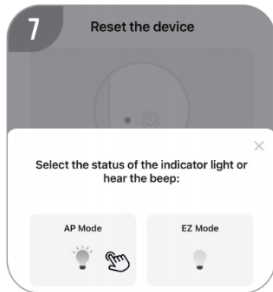 7
Reset the device
Select the status of the indicator light or
hear the beep:
AP Mode
EZ Mode